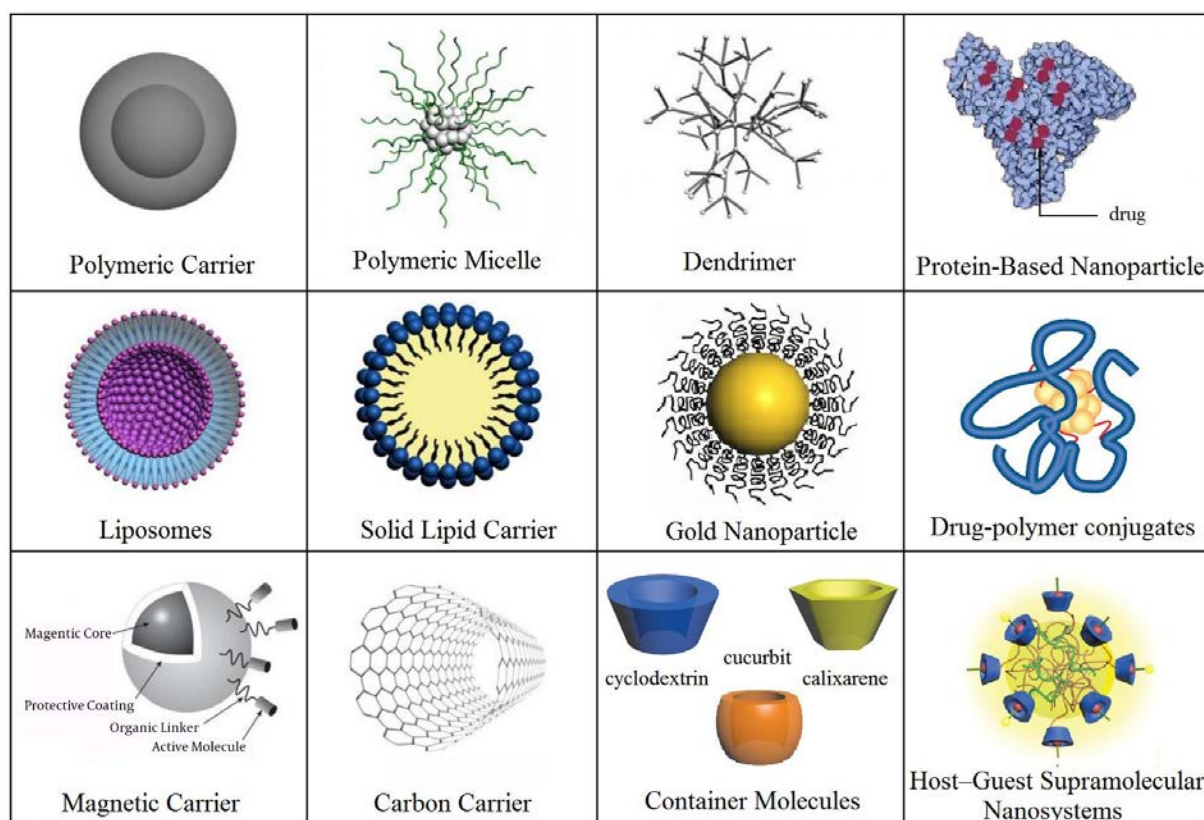 Polymeric Carrier
Polymeric Micelle
Dendrimer
drug
Protein-Based Nanoparticle
Liposomes
Solid Lipid Carrier
Gold Nanoparticle
Drug-polymer conjugates
Magentic Core
Protective Coating
Organic Linker
Active Molecule
Magnetic Carrier
Carbon Carrier
cyclodextrin
cucurbit
calixarene
Container Molecules
Host–Guest Supramolecular
Nanosystems